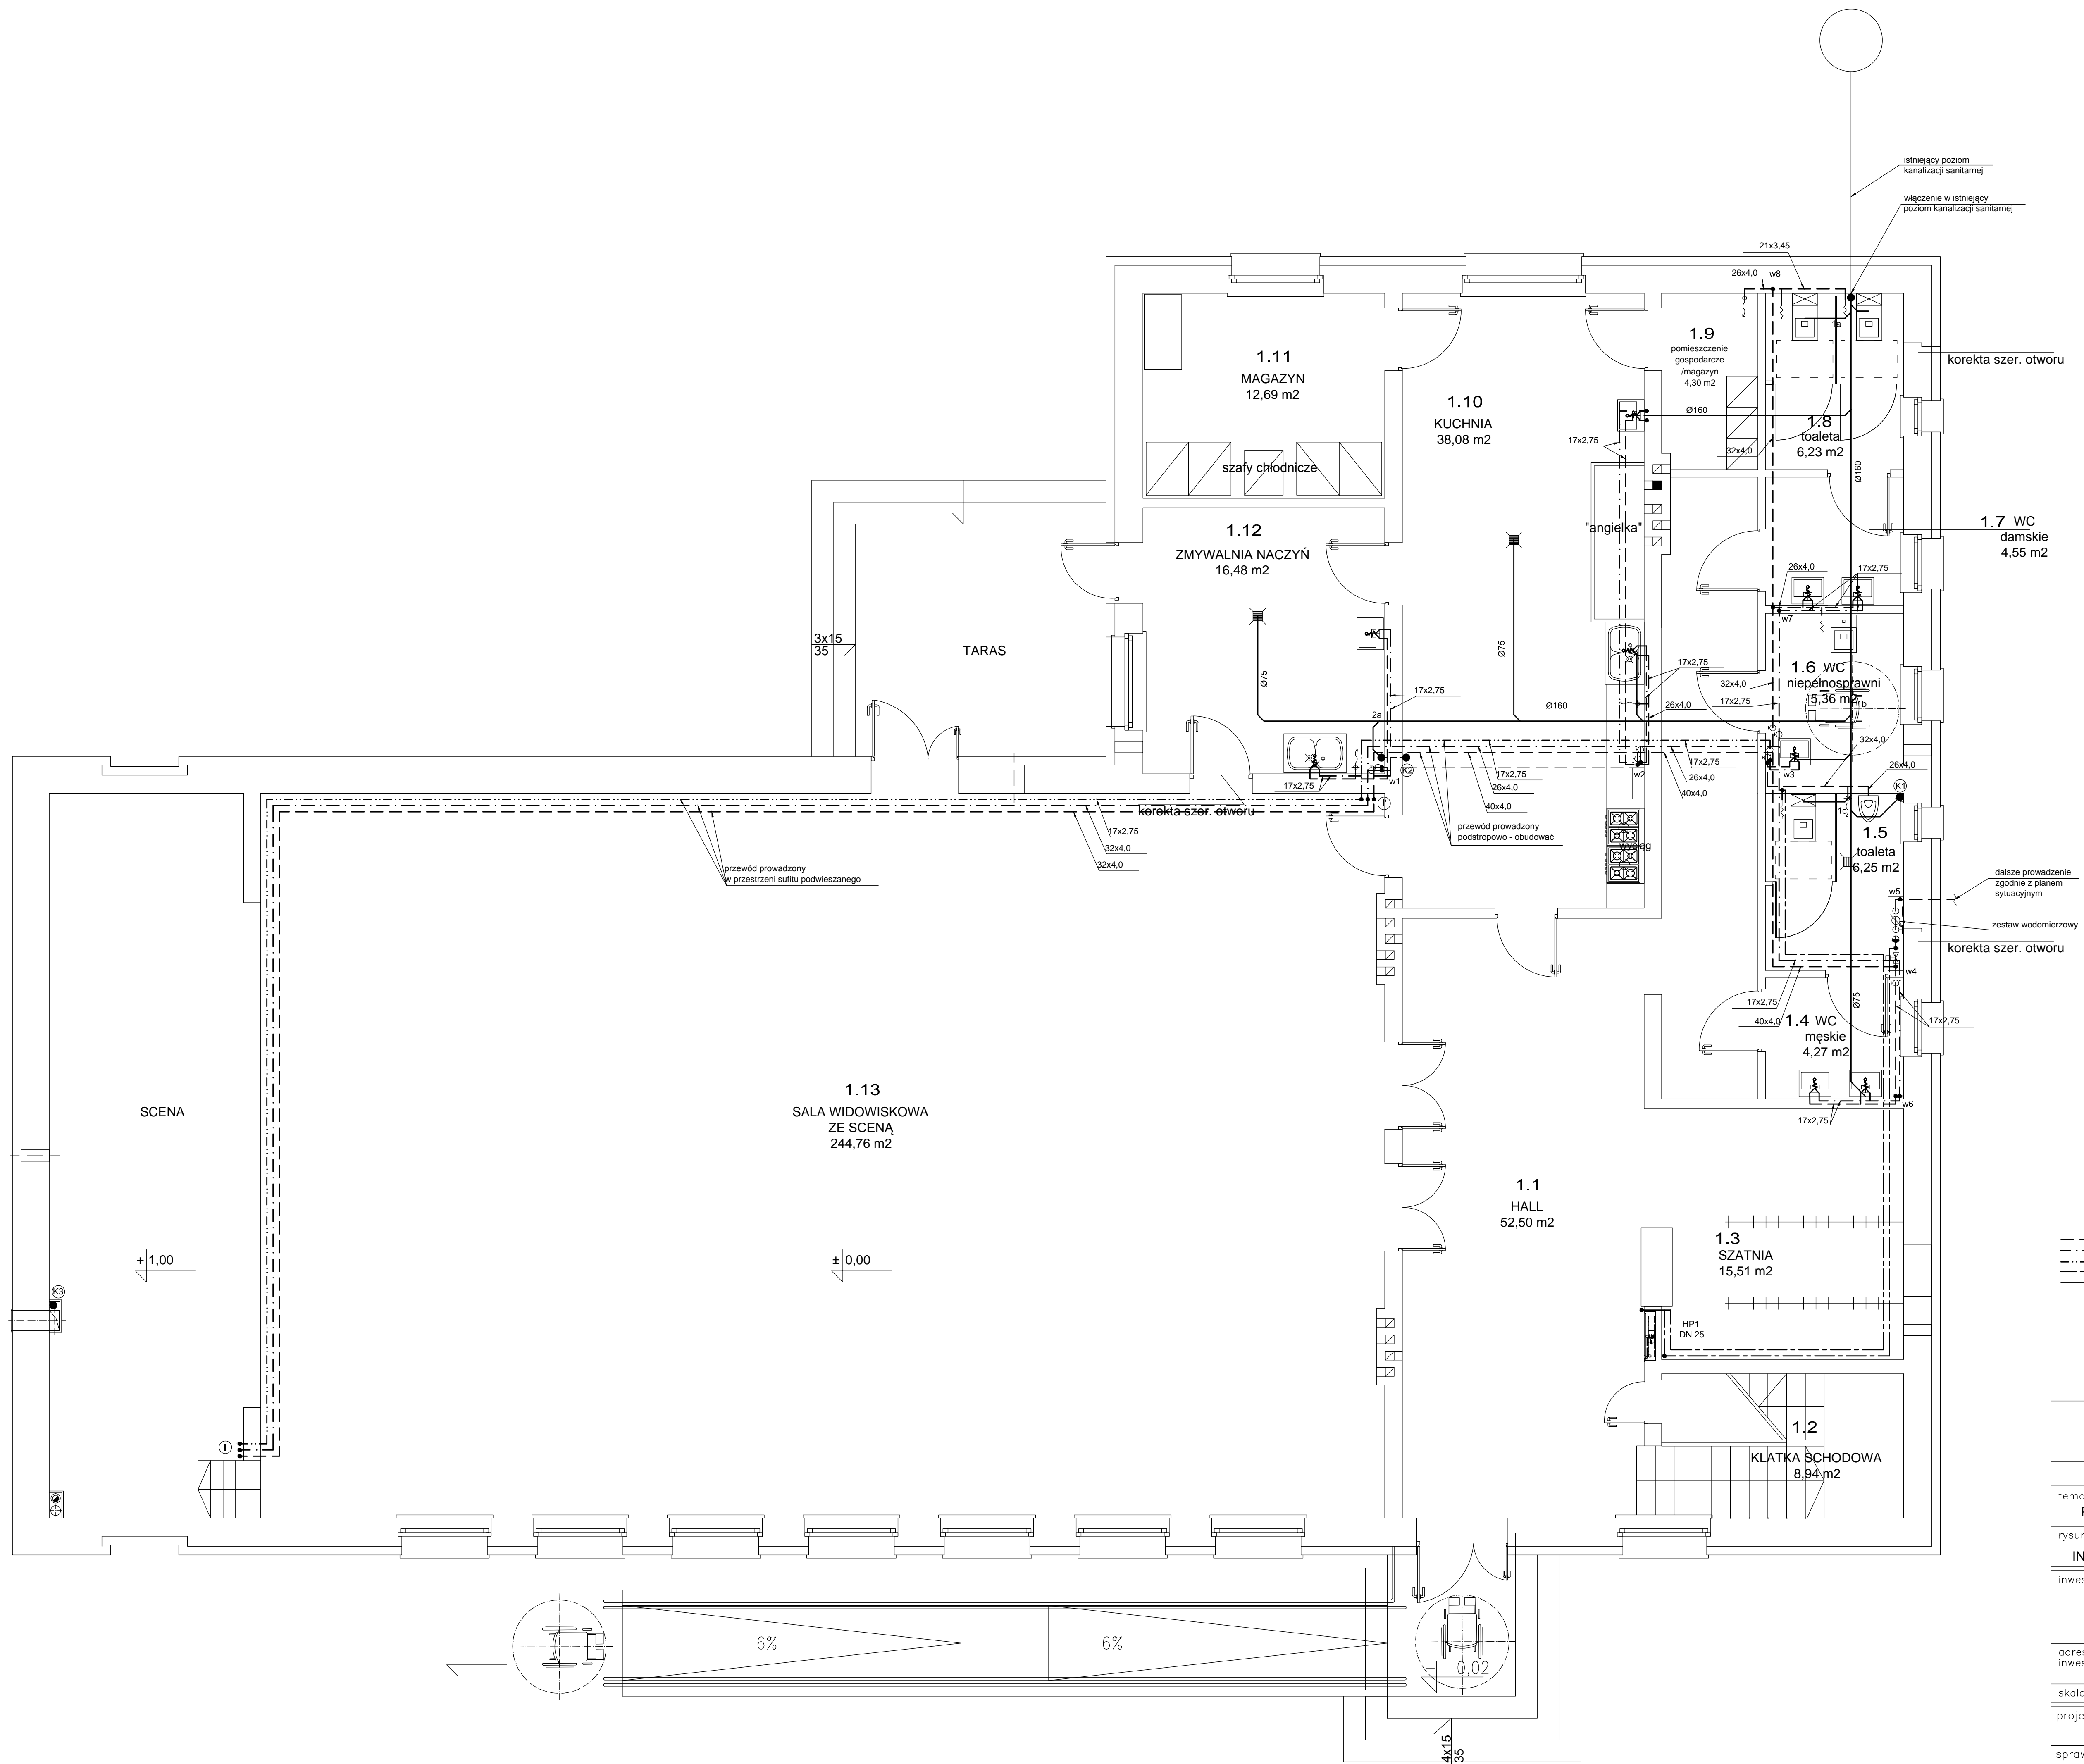 istniejący poziom
kanalizacji sanitarnej
włączenie w istniejący
poziom kanalizacji sanitarnej
21x3,45
26x4,0
w8
1a
korekta szer. otworu
1.9
pomieszczenie
gospodarcze
/magazyn
4,30 m2
1.11
MAGAZYN
12,69 m2
szafy chłodnicze
1.10
KUCHNIA
38,08 m2
Ø160
17x2,75
32x4,0
1.8
toaleta
6,23 m2
Ø160
"angielka"
1.12
ZMYWALNIA NACZYŃ
16,48 m2
1.7 WC
damskie
4,55 m2
26x4,0
17x2,75
w7
3x15
35
TARAS
Ø75
Ø75
17x2,75
17x2,75
26x4,0
Ø160
2a
1.6 WC
niepełnosprawni
5,36 m2
1b
32x4,0
17x2,75
32x4,0
26x4,0
17x2,75
w1
K2
I
17x2,75
26x4,0
40x4,0
w2
17x2,75
26x4,0
40x4,0
w3
K1
1c
korekta szer. otworu
17x2,75
32x4,0
32x4,0
przewód prowadzony
w przestrzeni sufitu podwieszanego
przewód prowadzony
podstropowo - obudować
wyciąg
1.5
toaleta
6,25 m2
w5
dalsze prowadzenie
zgodnie z planem
sytuacyjnym
zestaw wodomierzowy
korekta szer. otworu
w4
17x2,75
40x4,0
1.4 WC
męskie
4,27 m2
Ø75
17x2,75
w6
17x2,75
SCENA
1.13
SALA WIDOWISKOWA
ZE SCENĄ
244,76 m2
+ 1,00
± 0,00
K3
1.1
HALL
52,50 m2
1.3
SZATNIA
15,51 m2
HP1
DN 25
I
1.2
KLATKA SCHODOWA
8,94 m2
6%
6%
- 0,02
4x15
35
tema
rysur
IN
inwes
adres
inwes
skala
proje
spraw